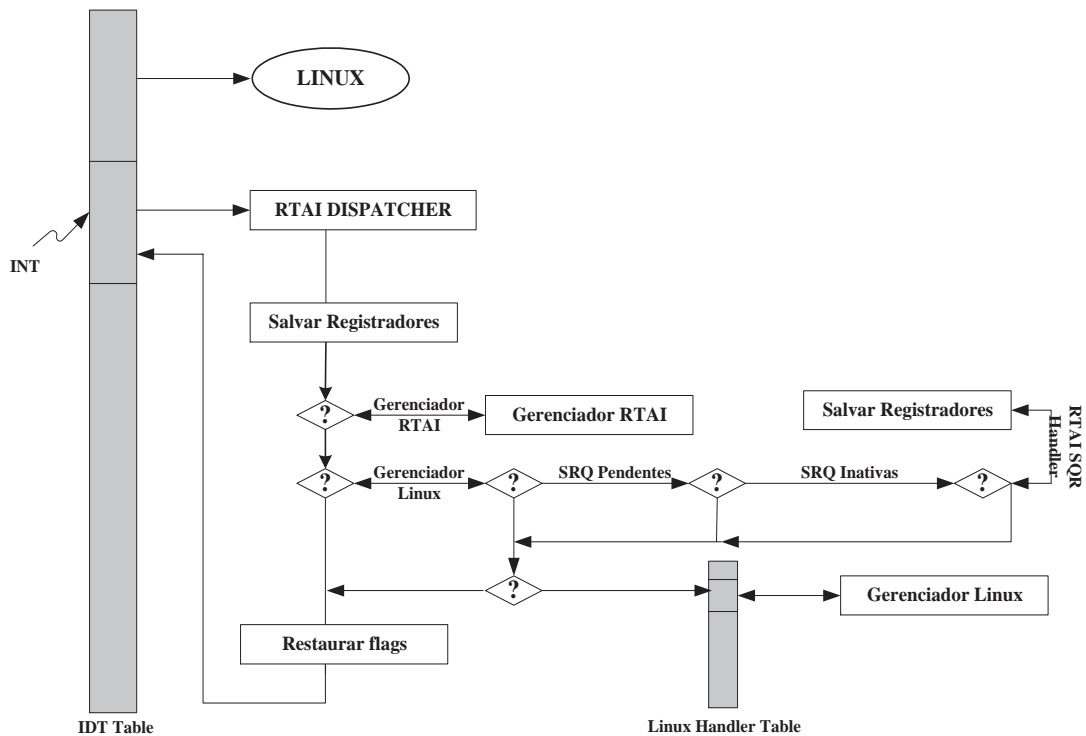 LINUX
RTAI DISPATCHER
INT
Salvar Registradores
?
Gerenciador
RTAI
Gerenciador RTAI
Salvar Registradores
RTAI SQR
Handler
?
Gerenciador
Linux
?
SRQ Pendentes
?
SRQ Inativas
?
?
Gerenciador Linux
Restaurar flags
IDT Table
Linux Handler Table